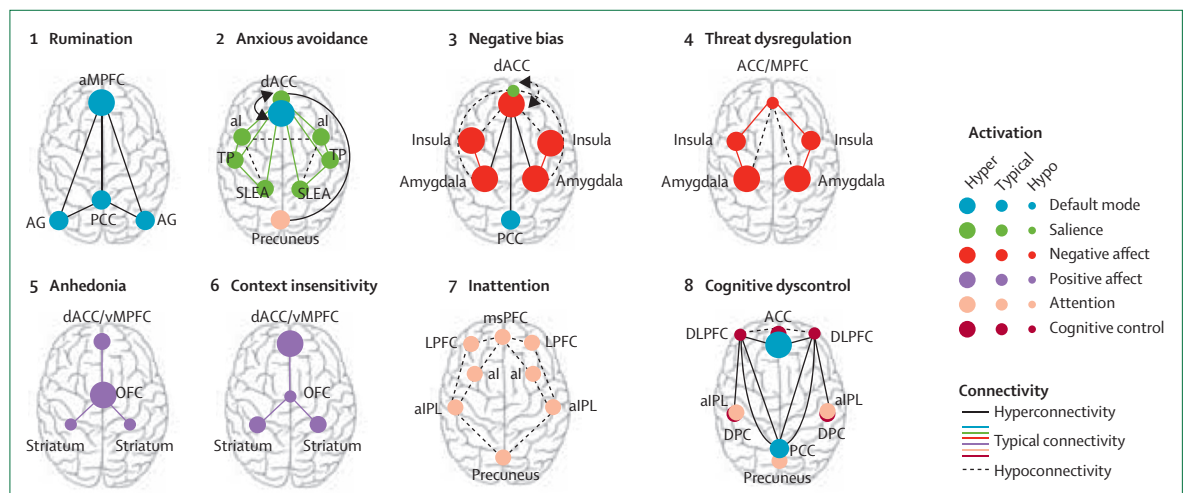 1 Rumination
aMPFC
AG
PCC
AG
2 Anxious avoidance
dACC
aI
aI
TP
TP
SLEA
SLEA
Precuneus
3 Negative bias
dACC
Insula
Insula
Amygdala
Amygdala
PCC
4 Threat dysregulation
ACC/MPFC
Insula
Insula
Amygdala
Amygdala
5 Anhedonia
dACC/vMPFC
OFC
Striatum
Striatum
6 Context insensitivity
dACC/vMPFC
OFC
Striatum
Striatum
7 Inattention
msPFC
LPFC
LPFC
aI
aI
aIPL
aIPL
Precuneus
8 Cognitive dyscontrol
ACC
DLPFC
DLPFC
aIPL
aIPL
DPC
DPC
PCC
Precuneus
Activation
Hyper
Typical
Hypo
Default mode
Salience
Negative affect
Positive affect
Attention
Cognitive control
Connectivity
Hyperconnectivity
Typical connectivity
Hypoconnectivity